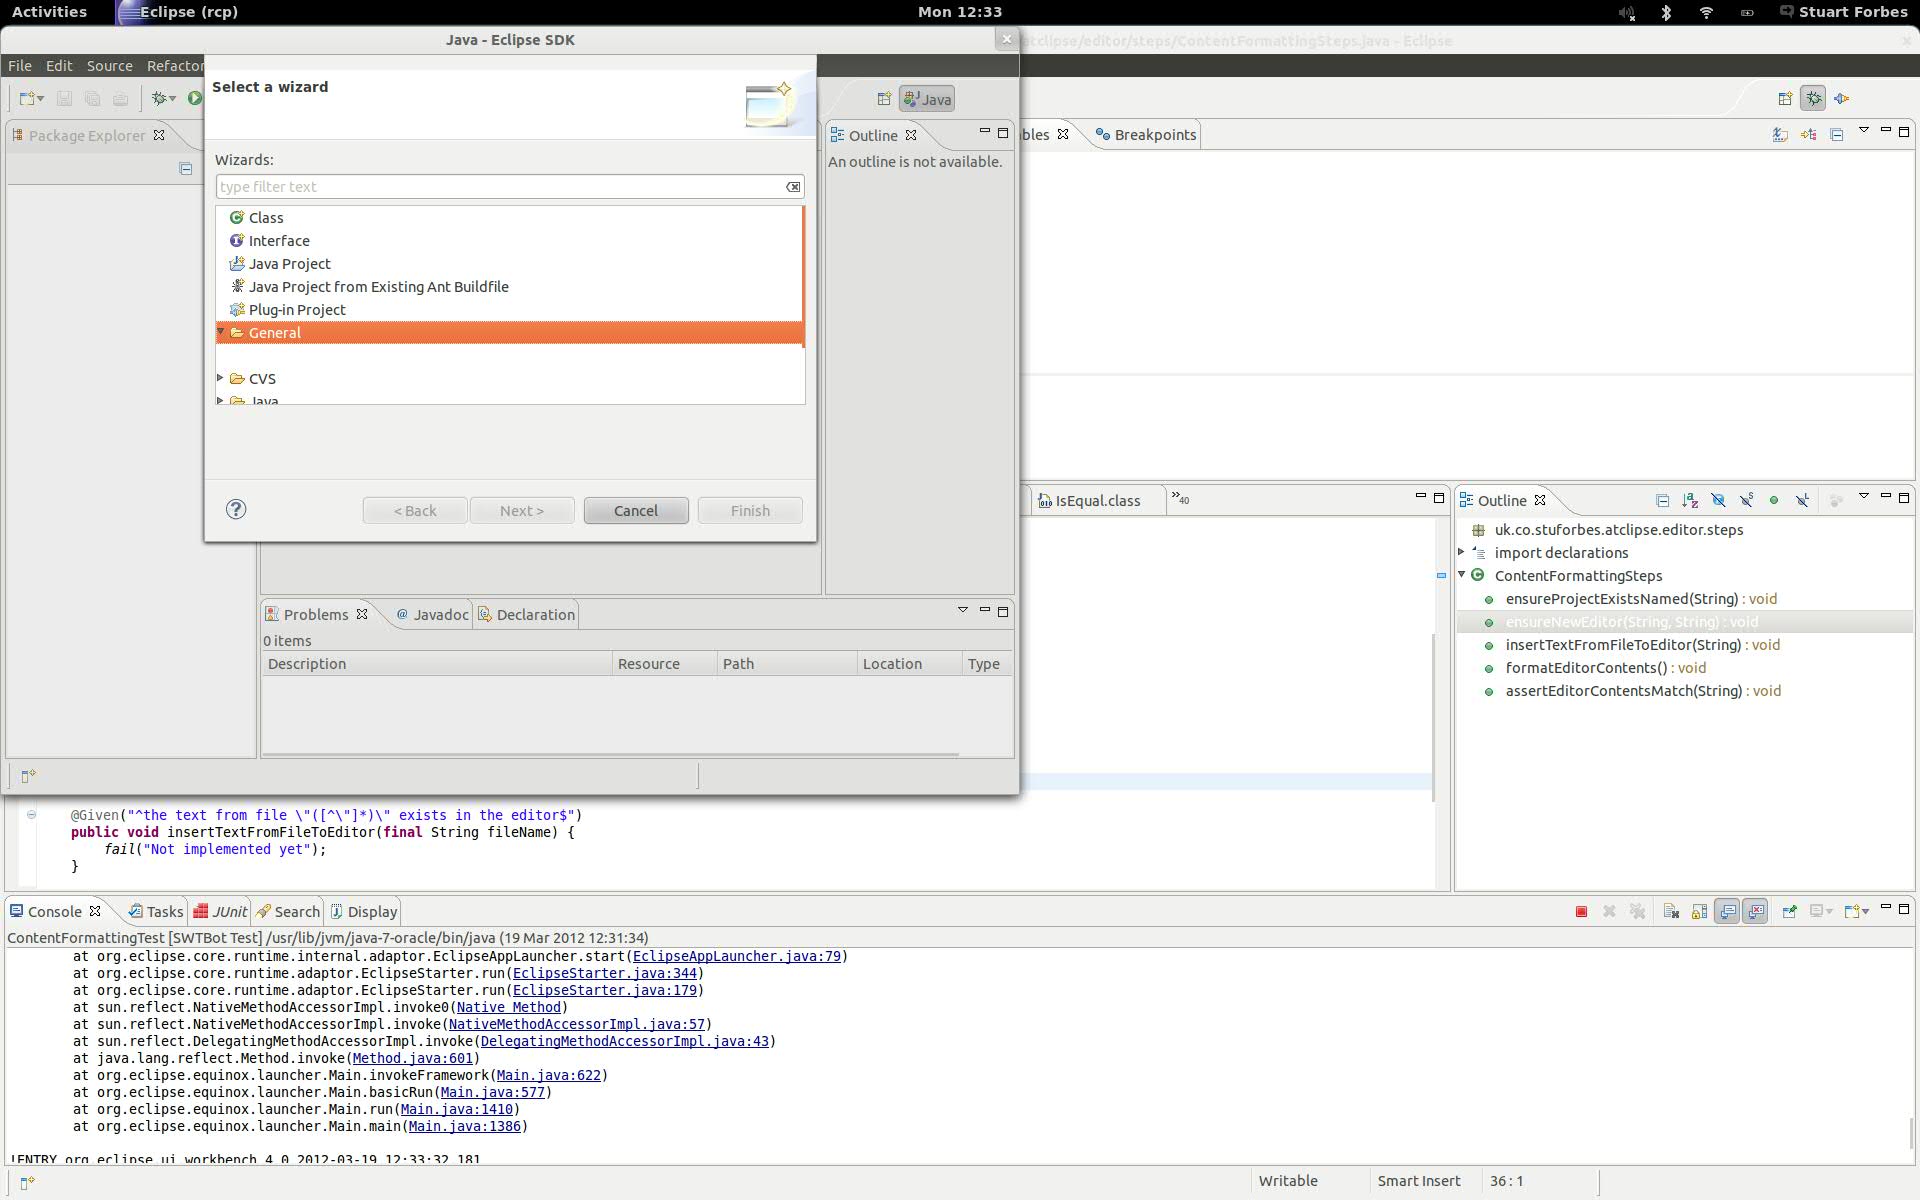 Activities
Eclipse (rcp)
Mon 12:33
Stuart Forbes
Java - Eclipse SDK
atclipse/editor/steps/ContentFormattingSteps.java - Eclipse
File Edit Source Refactor
Select a wizard
Java
Package Explorer
Outline
An outline is not available.
Breakpoints
Wizards:
type filter text
Class
Interface
Java Project
Java Project from Existing Ant Buildfile
Plug-in Project
General
CVS
Java
< Back
Next >
Cancel
Finish
IsEqual.class
»40
Outline
uk.co.stuforbes.atclipse.editor.steps
import declarations
ContentFormattingSteps
ensureProjectExistsNamed(String) : void
ensureNewEditor(String, String) : void
insertTextFromFileToEditor(String) : void
formatEditorContents() : void
assertEditorContentsMatch(String) : void
Problems
@ Javadoc
Declaration
0 items
Description Resource Path Location Type
@Given("^the text from file \"([^\"]*)\" exists in the editor$")
public void insertTextFromFileToEditor(final String fileName) {
fail("Not implemented yet");
}
Console
Tasks
JUnit
Search
Display
ContentFormattingTest [SWTBot Test] /usr/lib/jvm/java-7-oracle/bin/java (19 Mar 2012 12:31:34)
at org.eclipse.core.runtime.internal.adaptor.EclipseAppLauncher.start(EclipseAppLauncher.java:79)
at org.eclipse.core.runtime.adaptor.EclipseStarter.run(EclipseStarter.java:344)
at org.eclipse.core.runtime.adaptor.EclipseStarter.run(EclipseStarter.java:179)
at sun.reflect.NativeMethodAccessorImpl.invoke0(Native Method)
at sun.reflect.NativeMethodAccessorImpl.invoke(NativeMethodAccessorImpl.java:57)
at sun.reflect.DelegatingMethodAccessorImpl.invoke(DelegatingMethodAccessorImpl.java:43)
at java.lang.reflect.Method.invoke(Method.java:601)
at org.eclipse.equinox.launcher.Main.invokeFramework(Main.java:622)
at org.eclipse.equinox.launcher.Main.basicRun(Main.java:577)
at org.eclipse.equinox.launcher.Main.run(Main.java:1410)
at org.eclipse.equinox.launcher.Main.main(Main.java:1386)
!ENTRY org.eclipse.ui.workbench 4 0 2012-03-19 12:33:32.181
Writable
Smart Insert
36 : 1